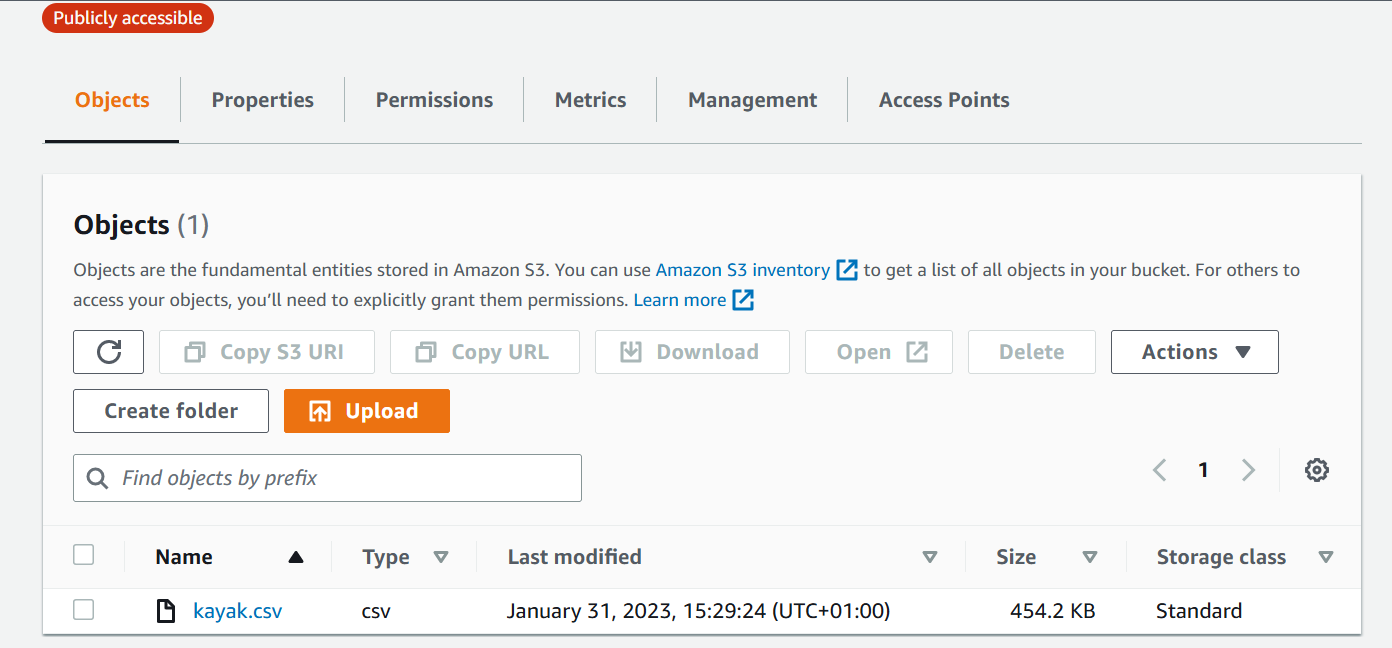 Publicly accessible
Objects
Properties
Permissions
Metrics
Management
Access Points
Objects (1)
Objects are the fundamental entities stored in Amazon S3. You can use Amazon S3 inventory to get a list of all objects in your bucket. For others to
access your objects, you’ll need to explicitly grant them permissions. Learn more
Copy S3 URI
Copy URL
Download
Open
Delete
Actions
Create folder
Upload
Find objects by prefix
1
Name Type Last modified Size Storage class
kayak.csv csv January 31, 2023, 15:29:24 (UTC+01:00) 454.2 KB Standard